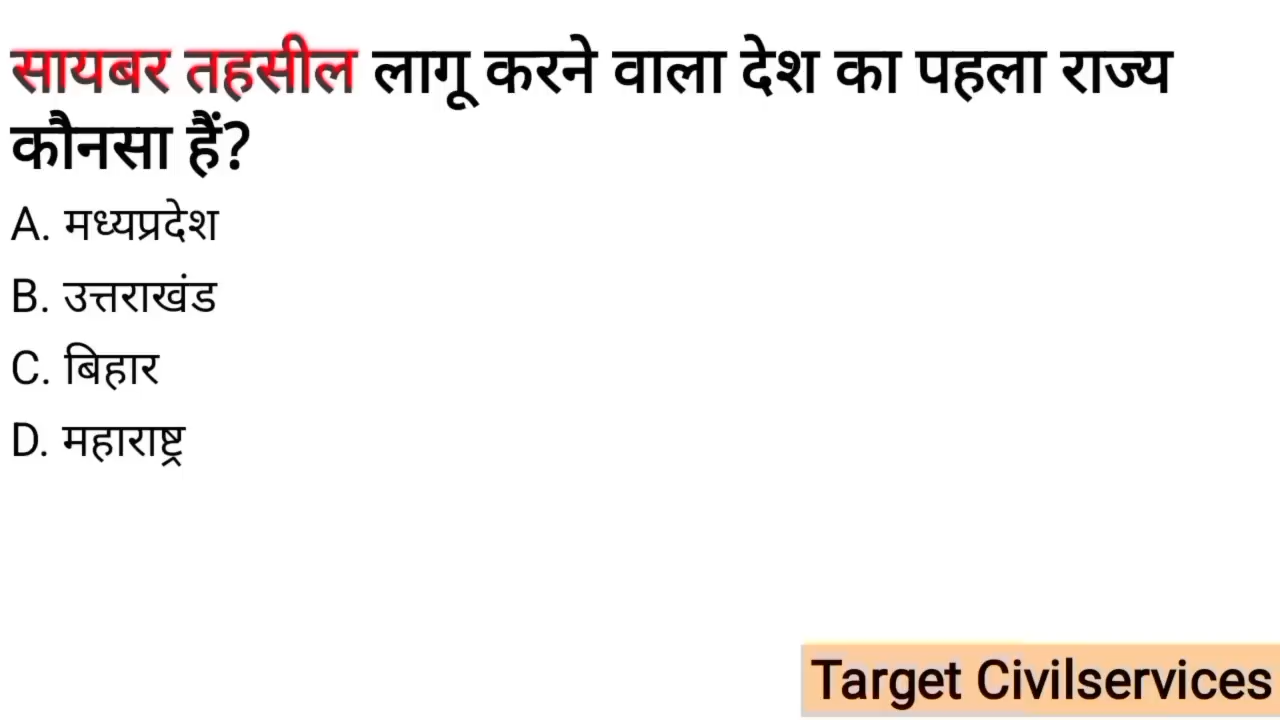 सायबर तहसील लागू करने वाला देश का पहला राज्य
कौनसा हैं?
A. मध्यप्रदेश
B. उत्तराखंड
C. बिहार
D. महाराष्ट्र
Target Civilservices